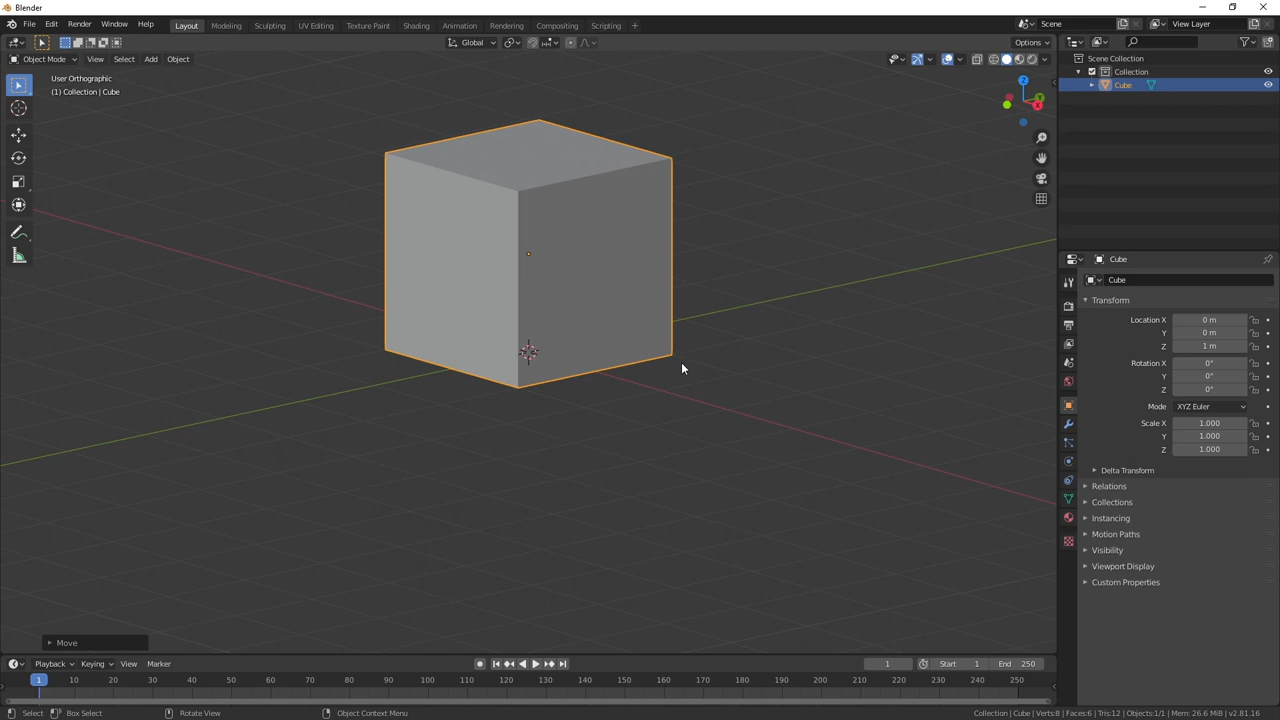 Blender
File Edit Render Window Help Layout Modeling Sculpting UV Editing Texture Paint Shading Animation Rendering Compositing Scripting + Scene View Layer
Global Options
Object Mode View Select Add Object
User Orthographic
(1) Collection | Cube
Z
Y
X
Scene Collection
Collection
Cube
Cube
Cube
Transform
Location X 0 m
Y 0 m
Z 1 m
Rotation X 0°
Y 0°
Z 0°
Mode XYZ Euler
Scale X 1.000
Y 1.000
Z 1.000
Delta Transform
Relations
Collections
Instancing
Motion Paths
Visibility
Viewport Display
Custom Properties
Move
Playback Keying View Marker 1 Start 1 End 250
1 10 20 30 40 50 60 70 80 90 100 110 120 130 140 150 160 170 180 190 200 210 220 230 240 250
Select Box Select Rotate View Object Context Menu Collection | Cube | Verts:8 | Faces:6 | Tris:12 | Objects:1/1 | Mem: 26.6 MiB | v2.81.16